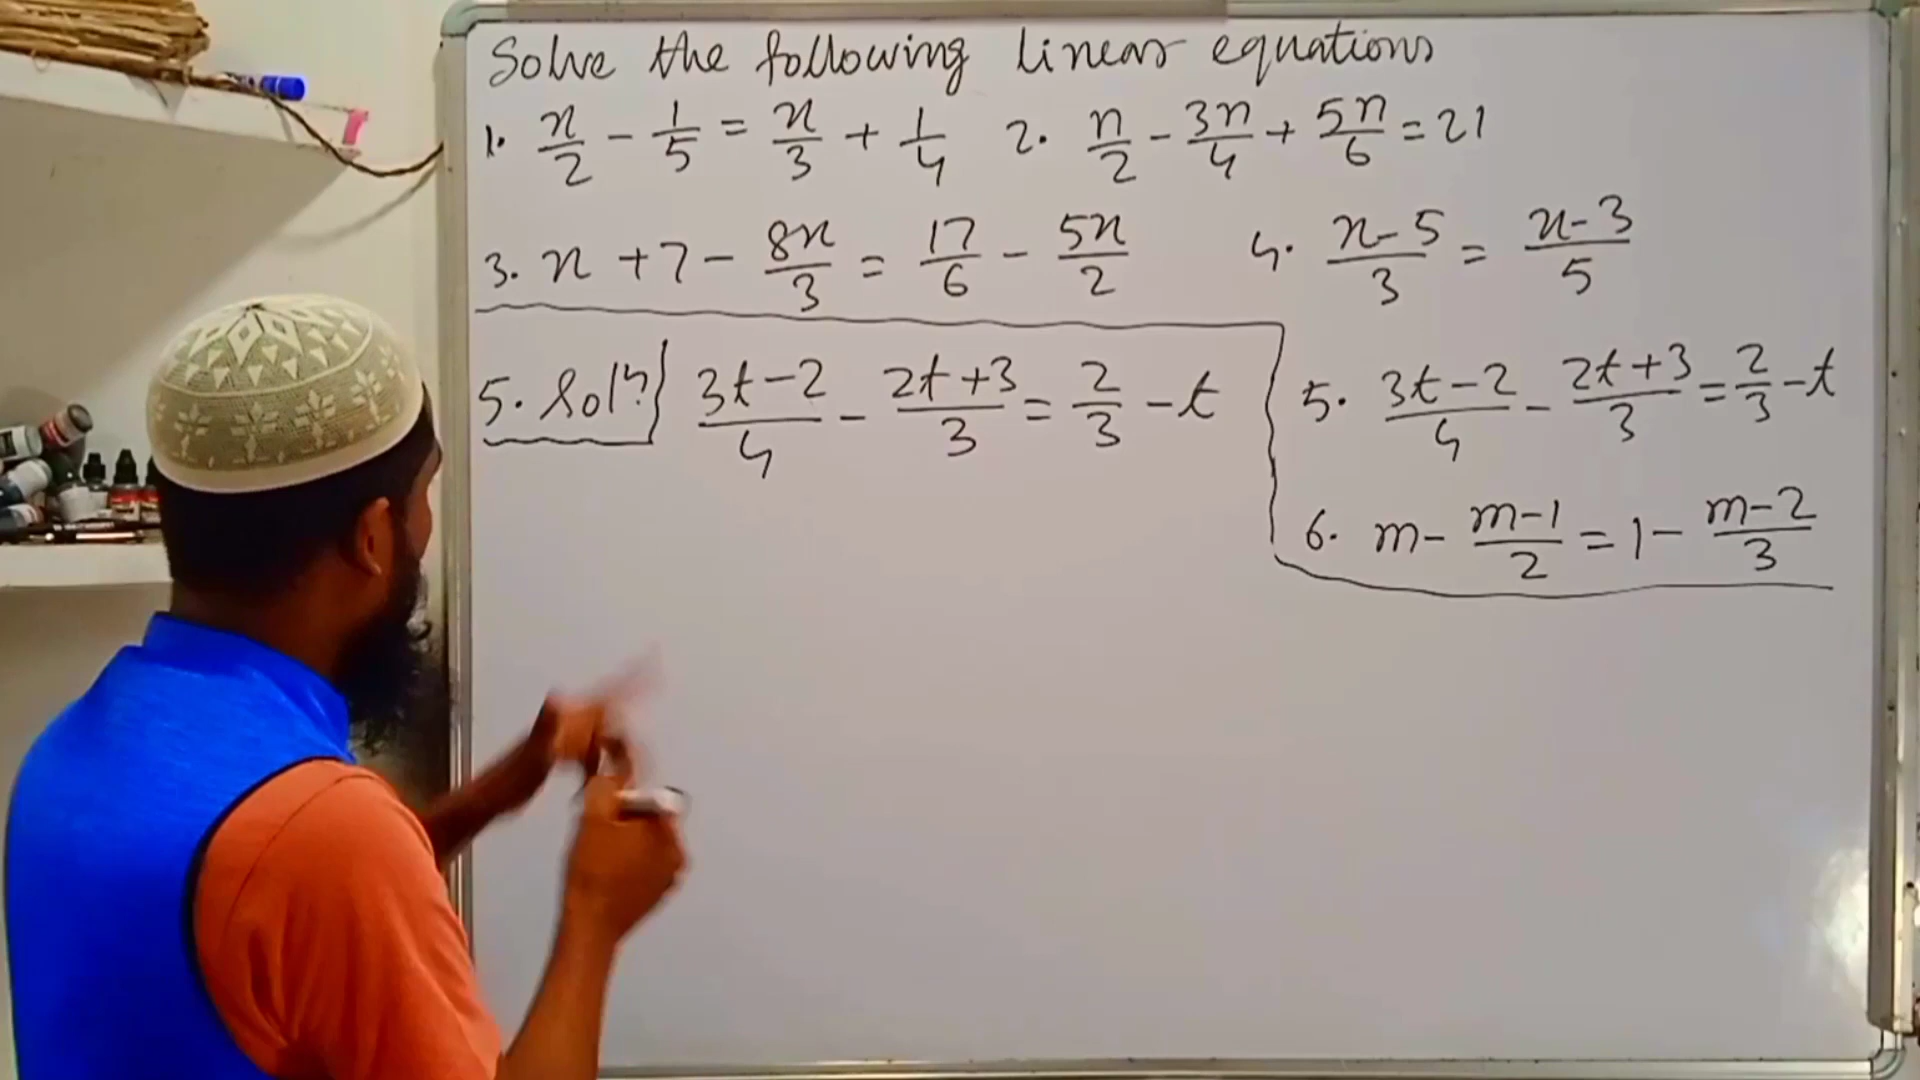 Solve the following linear equations
1. x/2 - 1/5 = x/3 + 1/4 2. n/2 - 3n/4 + 5n/6 = 21
3. x + 7 - 8x/3 = 17/6 - 5x/2 4. x-5/3 = x-3/5
5. Solⁿ. 3t-2/4 - 2t+3/3 = 2/3 - t
5. 3t-2/4 - 2t+3/3 = 2/3 - t
6. m - m-1/2 = 1 - m-2/3